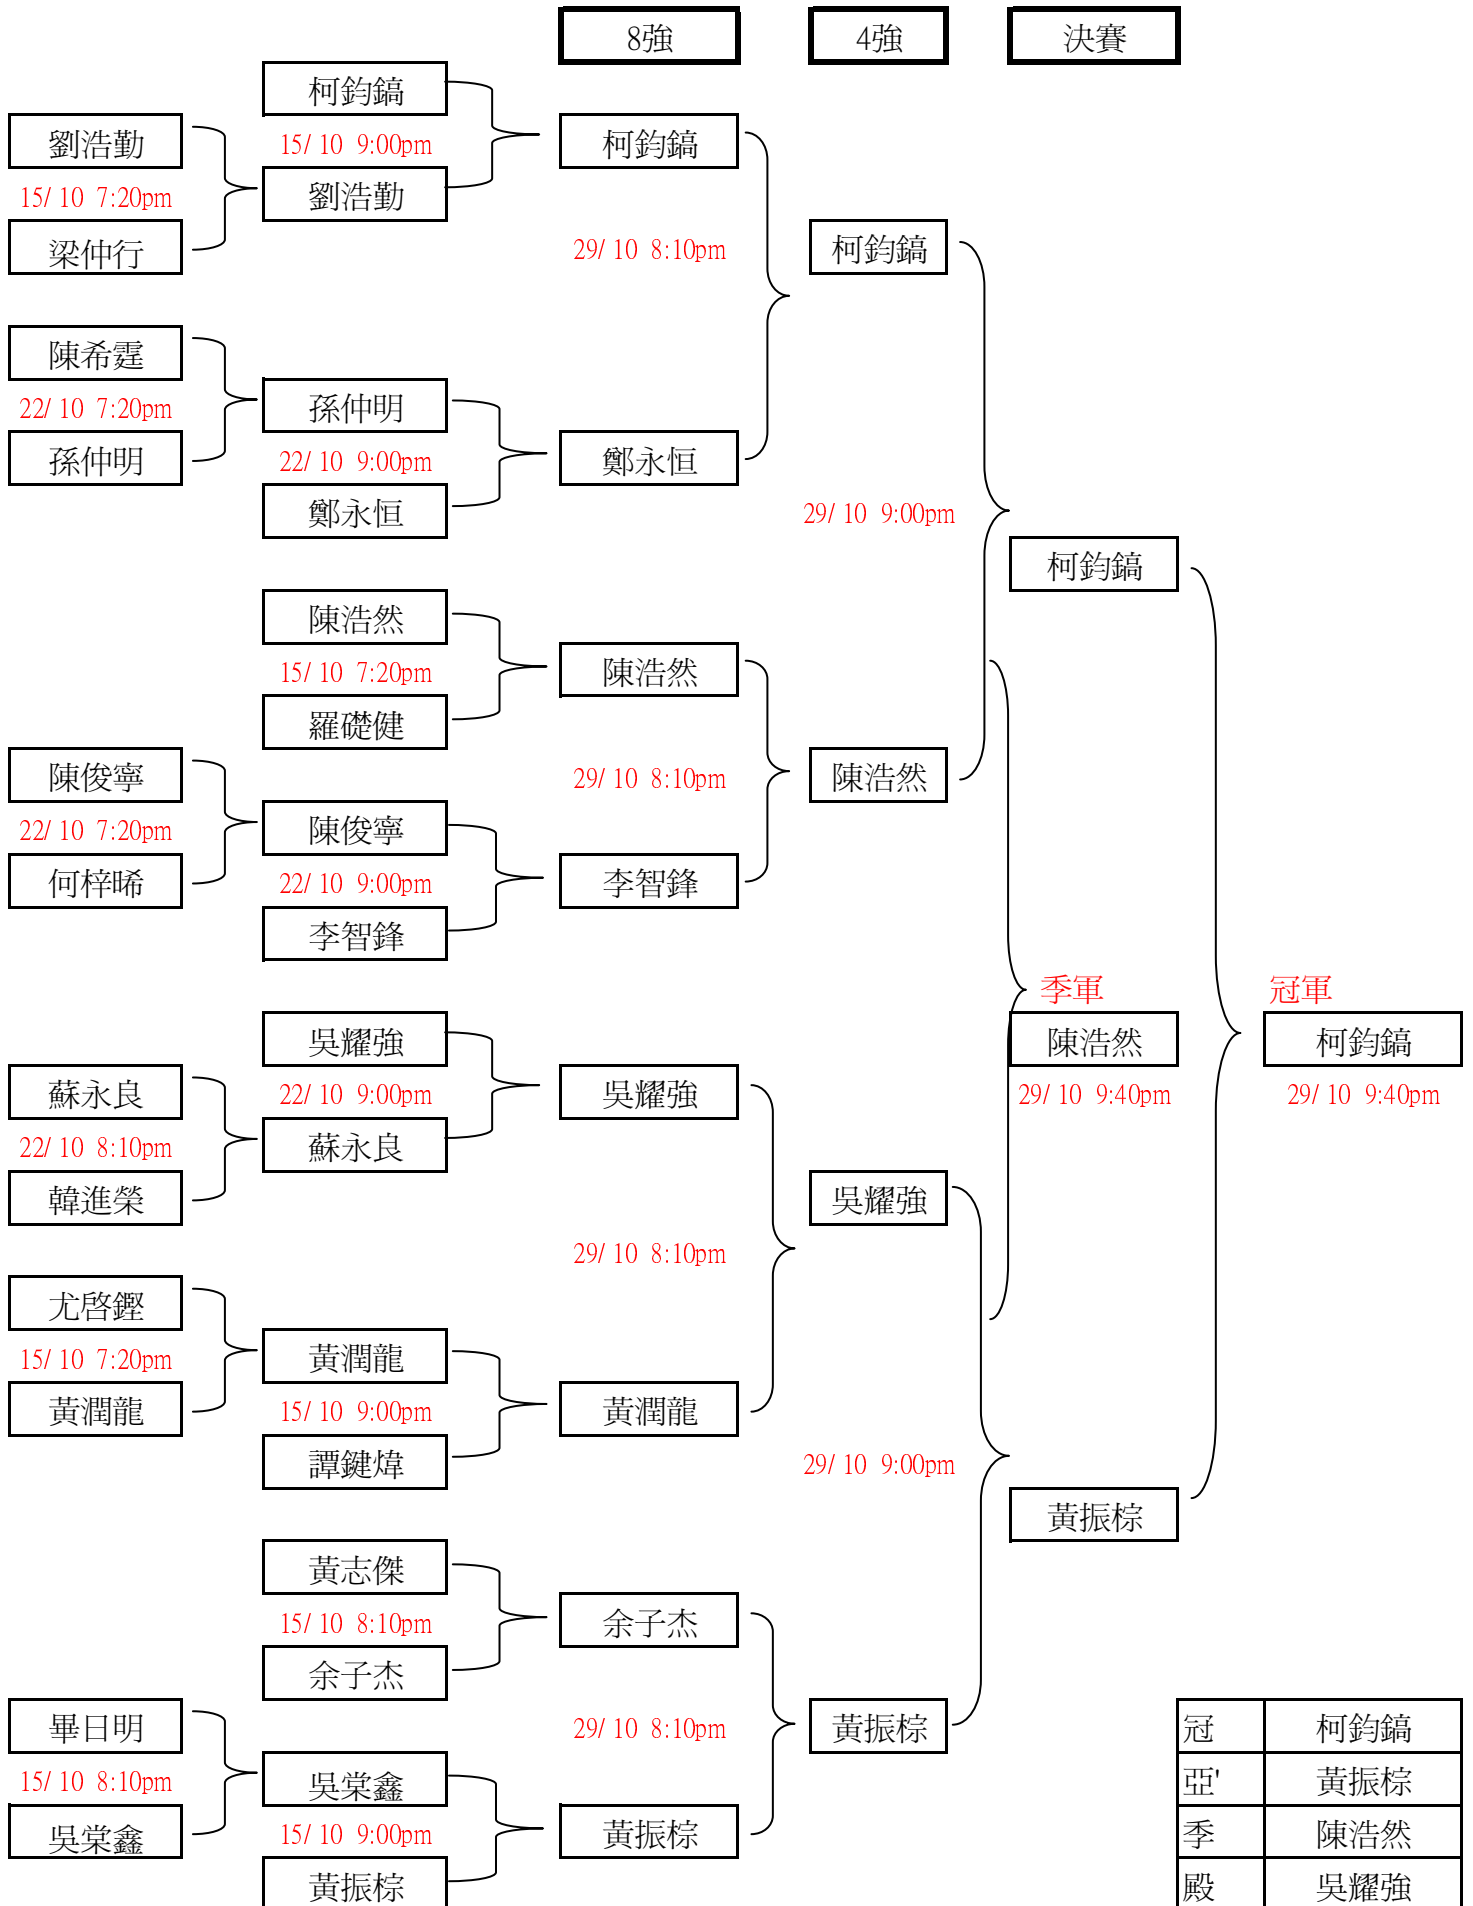 8強
4強
決賽
柯鈞鎬
劉浩勤
15/ 10  9:00pm
柯鈞鎬
15/ 10  7:20pm
劉浩勤
梁仲行
29/ 10  8:10pm
柯鈞鎬
陳希霆
22/ 10  7:20pm
孫仲明
孫仲明
22/ 10  9:00pm
鄭永恒
鄭永恒
29/ 10  9:00pm
柯鈞鎬
陳浩然
15/ 10  7:20pm
陳浩然
羅礎健
陳俊寧
29/ 10  8:10pm
陳浩然
22/ 10  7:20pm
陳俊寧
何梓晞
22/ 10  9:00pm
李智鋒
李智鋒
季軍
冠軍
吳耀強
陳浩然
柯鈞鎬
蘇永良
22/ 10  9:00pm
吳耀強
29/ 10  9:40pm
29/ 10  9:40pm
22/ 10  8:10pm
蘇永良
韓進榮
吳耀強
29/ 10  8:10pm
尤啓鏗
15/ 10  7:20pm
黃潤龍
黃潤龍
15/ 10  9:00pm
黃潤龍
譚鍵煒
29/ 10  9:00pm
黃振棕
黃志傑
15/ 10  8:10pm
余子杰
余子杰
畢日明
29/ 10  8:10pm
黃振棕
冠
柯鈞鎬
15/ 10  8:10pm
吳棠鑫
亞'
黃振棕
吳棠鑫
15/ 10  9:00pm
黃振棕
季
陳浩然
黃振棕
殿
吳耀強